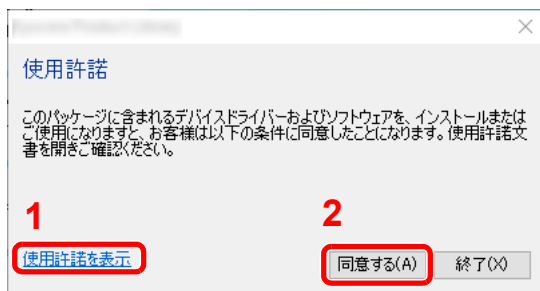 使用許諾
このパッケージに含まれるデバイスドライバーおよびソフトウェアを、インストールまたは
ご使用になりますと、お客様は以下の条件に同意したことになります。使用許諾文
書を開きご確認ください。
1
2
使用許諾を表示
同意する(A)
終了(X)